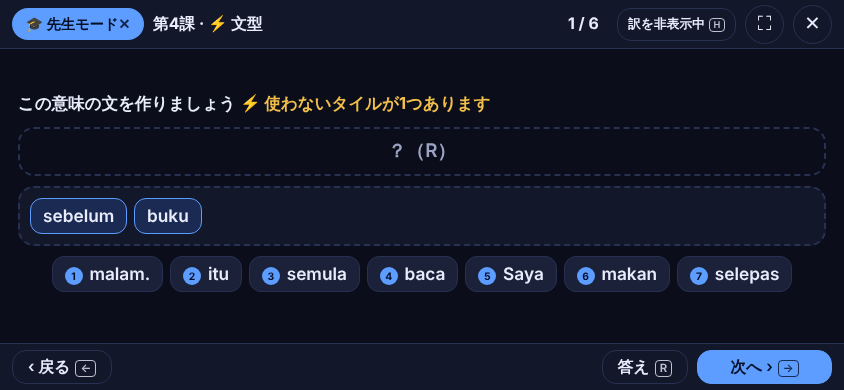 🎓 先生モード✕ 第4課 · ⚡ 文型 1 / 6 訳を非表示中 H ✕
この意味の文を作りましょう ⚡ 使わないタイルが1つあります
？（R）
sebelum buku
1 malam. 2 itu 3 semula 4 baca 5 Saya 6 makan 7 selepas
‹ 戻る ← 答え R 次へ › →